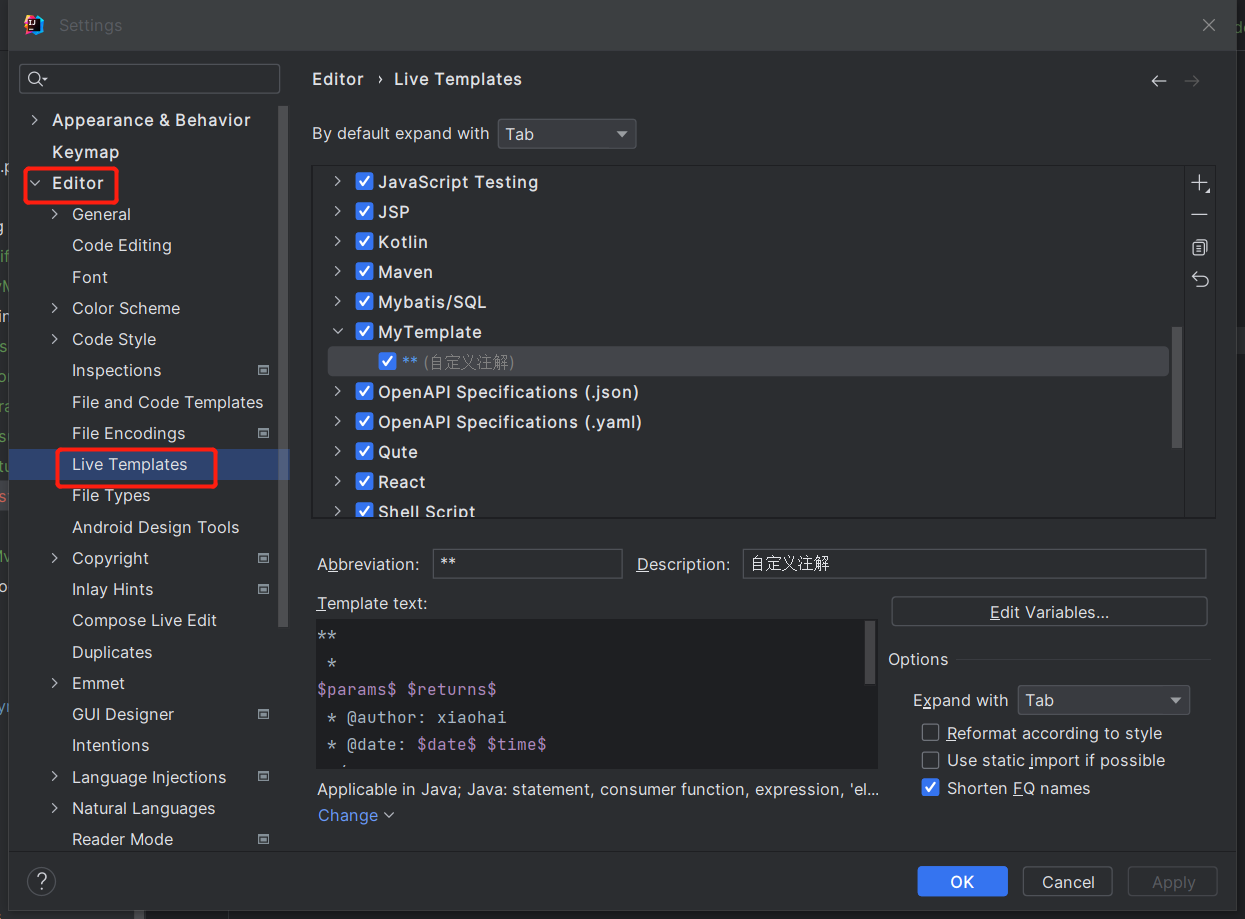 Settings
Editor › Live Templates
Appearance & Behavior
Keymap
Editor
General
Code Editing
Font
Color Scheme
Code Style
Inspections
File and Code Templates
File Encodings
Live Templates
File Types
Android Design Tools
Copyright
Inlay Hints
Compose Live Edit
Duplicates
Emmet
GUI Designer
Intentions
Language Injections
Natural Languages
Reader Mode
By default expand with Tab
JavaScript Testing
JSP
Kotlin
Maven
Mybatis/SQL
MyTemplate
** (自定义注解)
OpenAPI Specifications (.json)
OpenAPI Specifications (.yaml)
Qute
React
Shell Script
Abbreviation: ** Description: 自定义注解
Template text:
**
*
$params$ $returns$
* @author: xiaohai
* @date: $date$ $time$
Applicable in Java; Java: statement, consumer function, expression, 'el...
Change
Edit Variables...
Options
Expand with Tab
Reformat according to style
Use static import if possible
Shorten FQ names
?
OK Cancel Apply